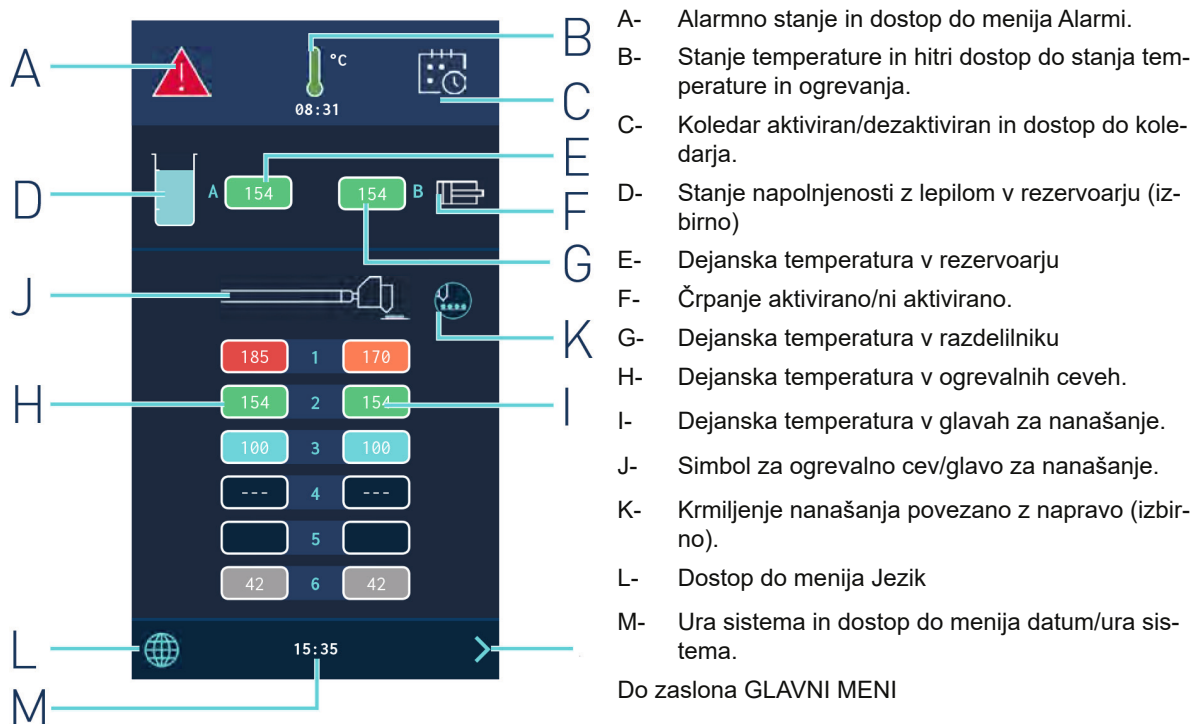 A
B
°C
08:31
C
D
A
154
154
B
E
F
G
J
K
185
1
170
H
154
2
154
I
100
3
100
---
4
---
5
42
6
42
L
15:35
M
A- Alarmno stanje in dostop do menija Alarmi.
B- Stanje temperature in hitri dostop do stanja tem-
perature in ogrevanja.
C- Koledar aktiviran/dezaktiviran in dostop do kole-
darja.
D- Stanje napolnjenosti z lepilom v rezervoarju (iz-
birno)
E- Dejanska temperatura v rezervoarju
F- Črpanje aktivirano/ni aktivirano.
G- Dejanska temperatura v razdelilniku
H- Dejanska temperatura v ogrevalnih ceveh.
I- Dejanska temperatura v glavah za nanašanje.
J- Simbol za ogrevalno cev/glavo za nanašanje.
K- Krmiljenje nanašanja povezano z napravo (izbir-
no).
L- Dostop do menija Jezik
M- Ura sistema in dostop do menija datum/ura sis-
tema.
Do zaslona GLAVNI MENI